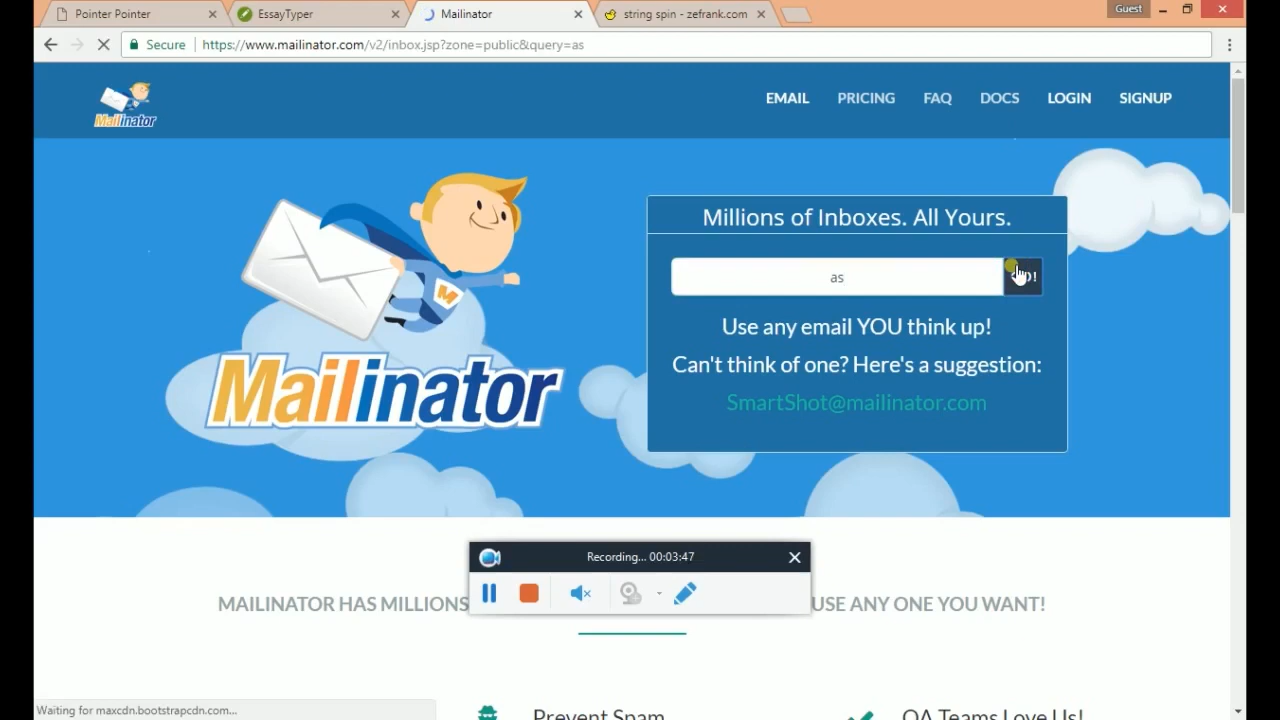 Pointer Pointer
EssayTyper
Mailinator
string spin - zefrank.com
Guest
Secure
https://www.mailinator.com/v2/inbox.jsp?zone=public&query=as
Mailinator
EMAIL
PRICING
FAQ
DOCS
LOGIN
SIGNUP
M
Mailinator
Millions of Inboxes. All Yours.
as
Use any email YOU think up!
Can't think of one? Here's a suggestion:
SmartShot@mailinator.com
Recording... 00:03:47
MAILINATOR HAS MILLIONS
USE ANY ONE YOU WANT!
Prevent Spam
QA Teams Love Us!
Waiting for maxcdn.bootstrapcdn.com...